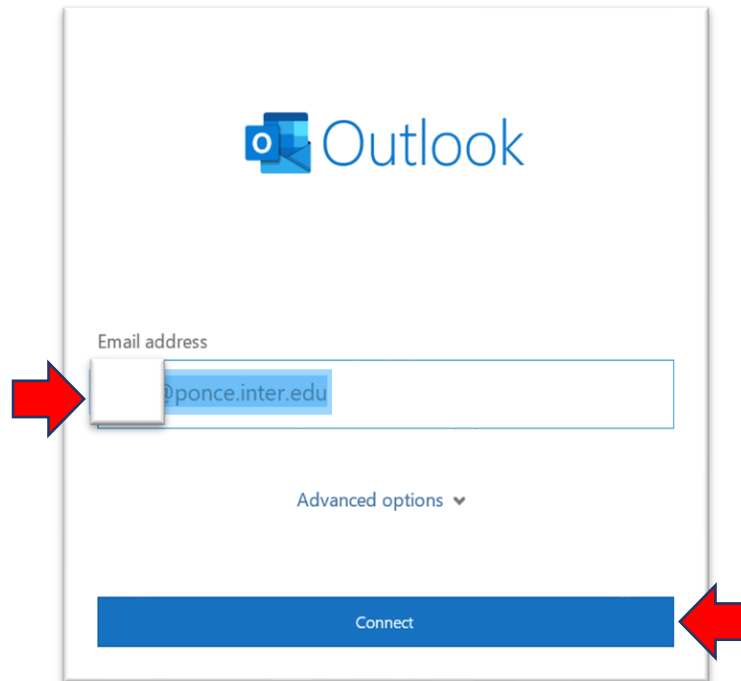 Outlook
Email address
@ponce.inter.edu
Advanced options
Connect